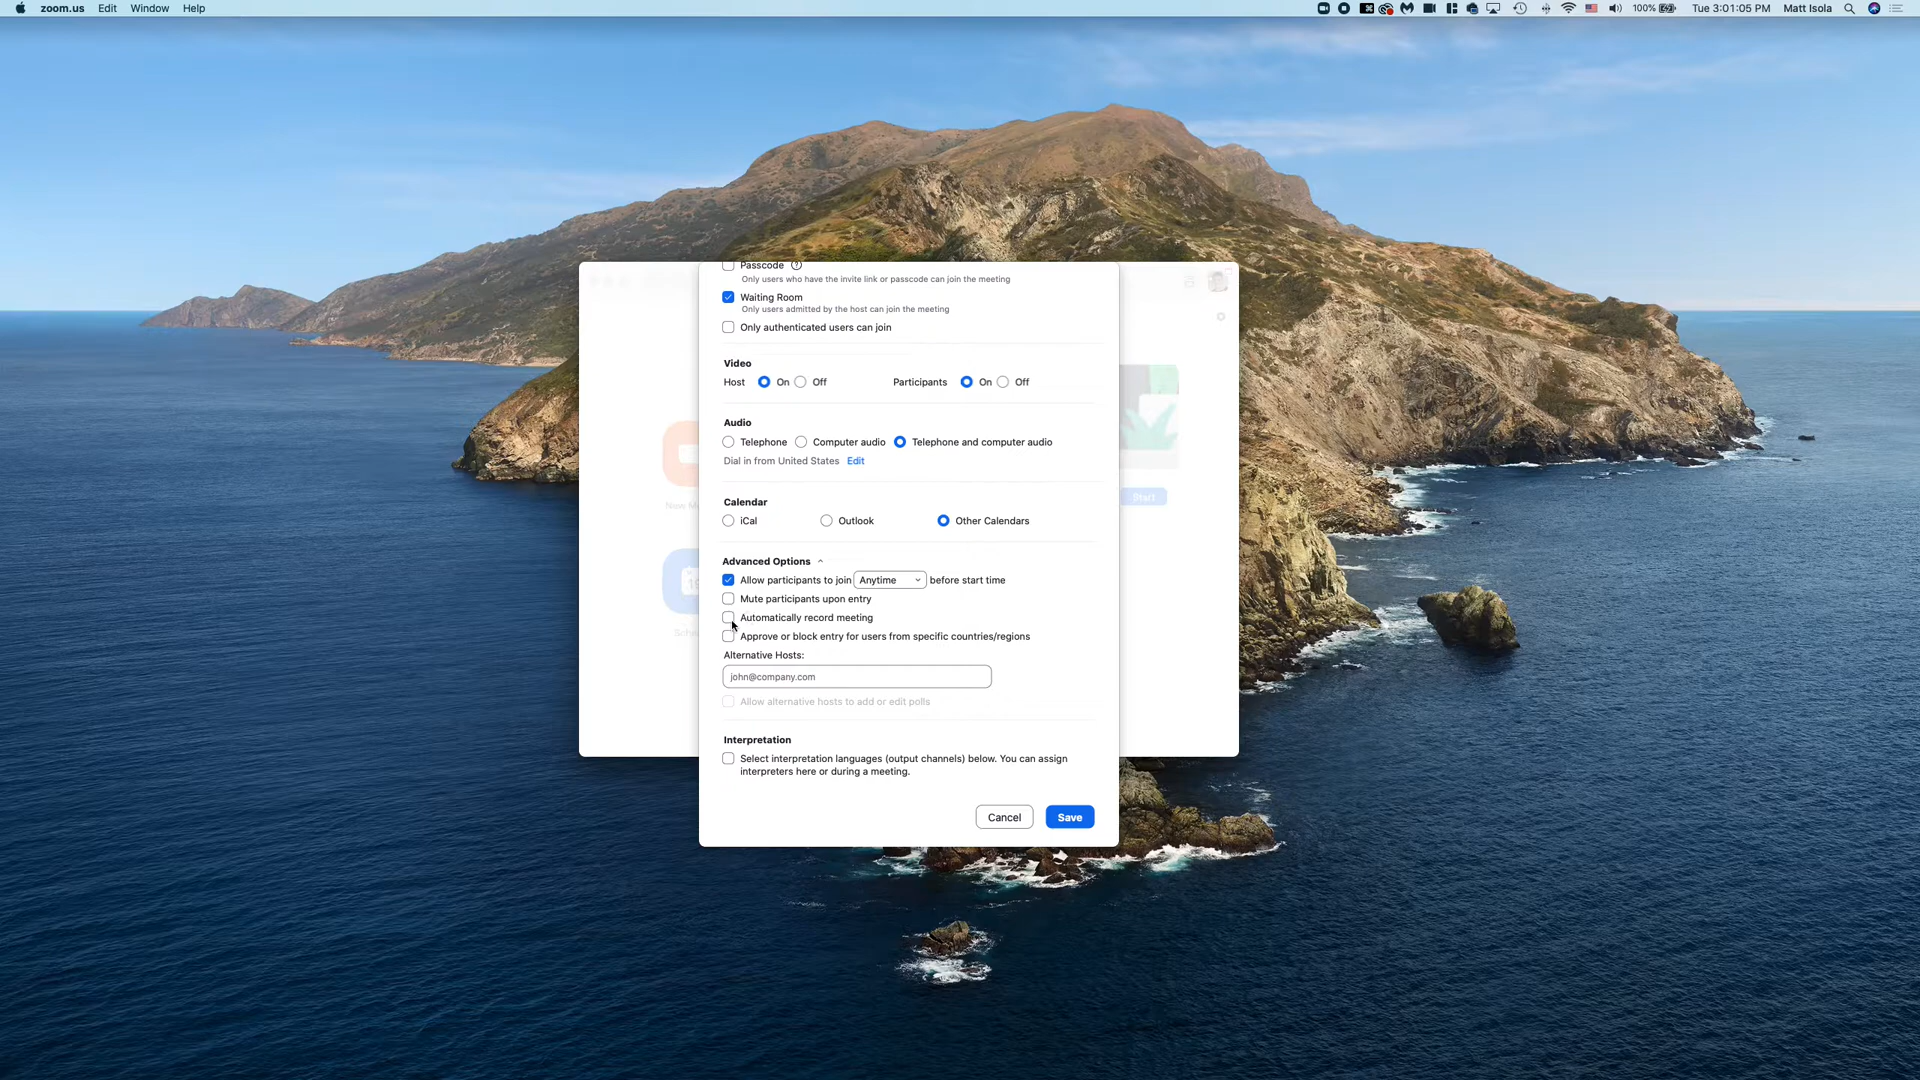 zoom.us Edit Window Help 100% Tue 3:01:05 PM Matt Isola
Passcode ?
Only users who have the invite link or passcode can join the meeting
Waiting Room
Only users admitted by the host can join the meeting
Only authenticated users can join
Video
Host On Off Participants On Off
Audio
Telephone Computer audio Telephone and computer audio
Dial in from United States Edit
Start
Calendar
iCal Outlook Other Calendars
Advanced Options
Allow participants to join Anytime before start time
Mute participants upon entry
Automatically record meeting
Approve or block entry for users from specific countries/regions
Alternative Hosts:
john@company.com
Allow alternative hosts to add or edit polls
Interpretation
Select interpretation languages (output channels) below. You can assign
interpreters here or during a meeting.
Cancel Save